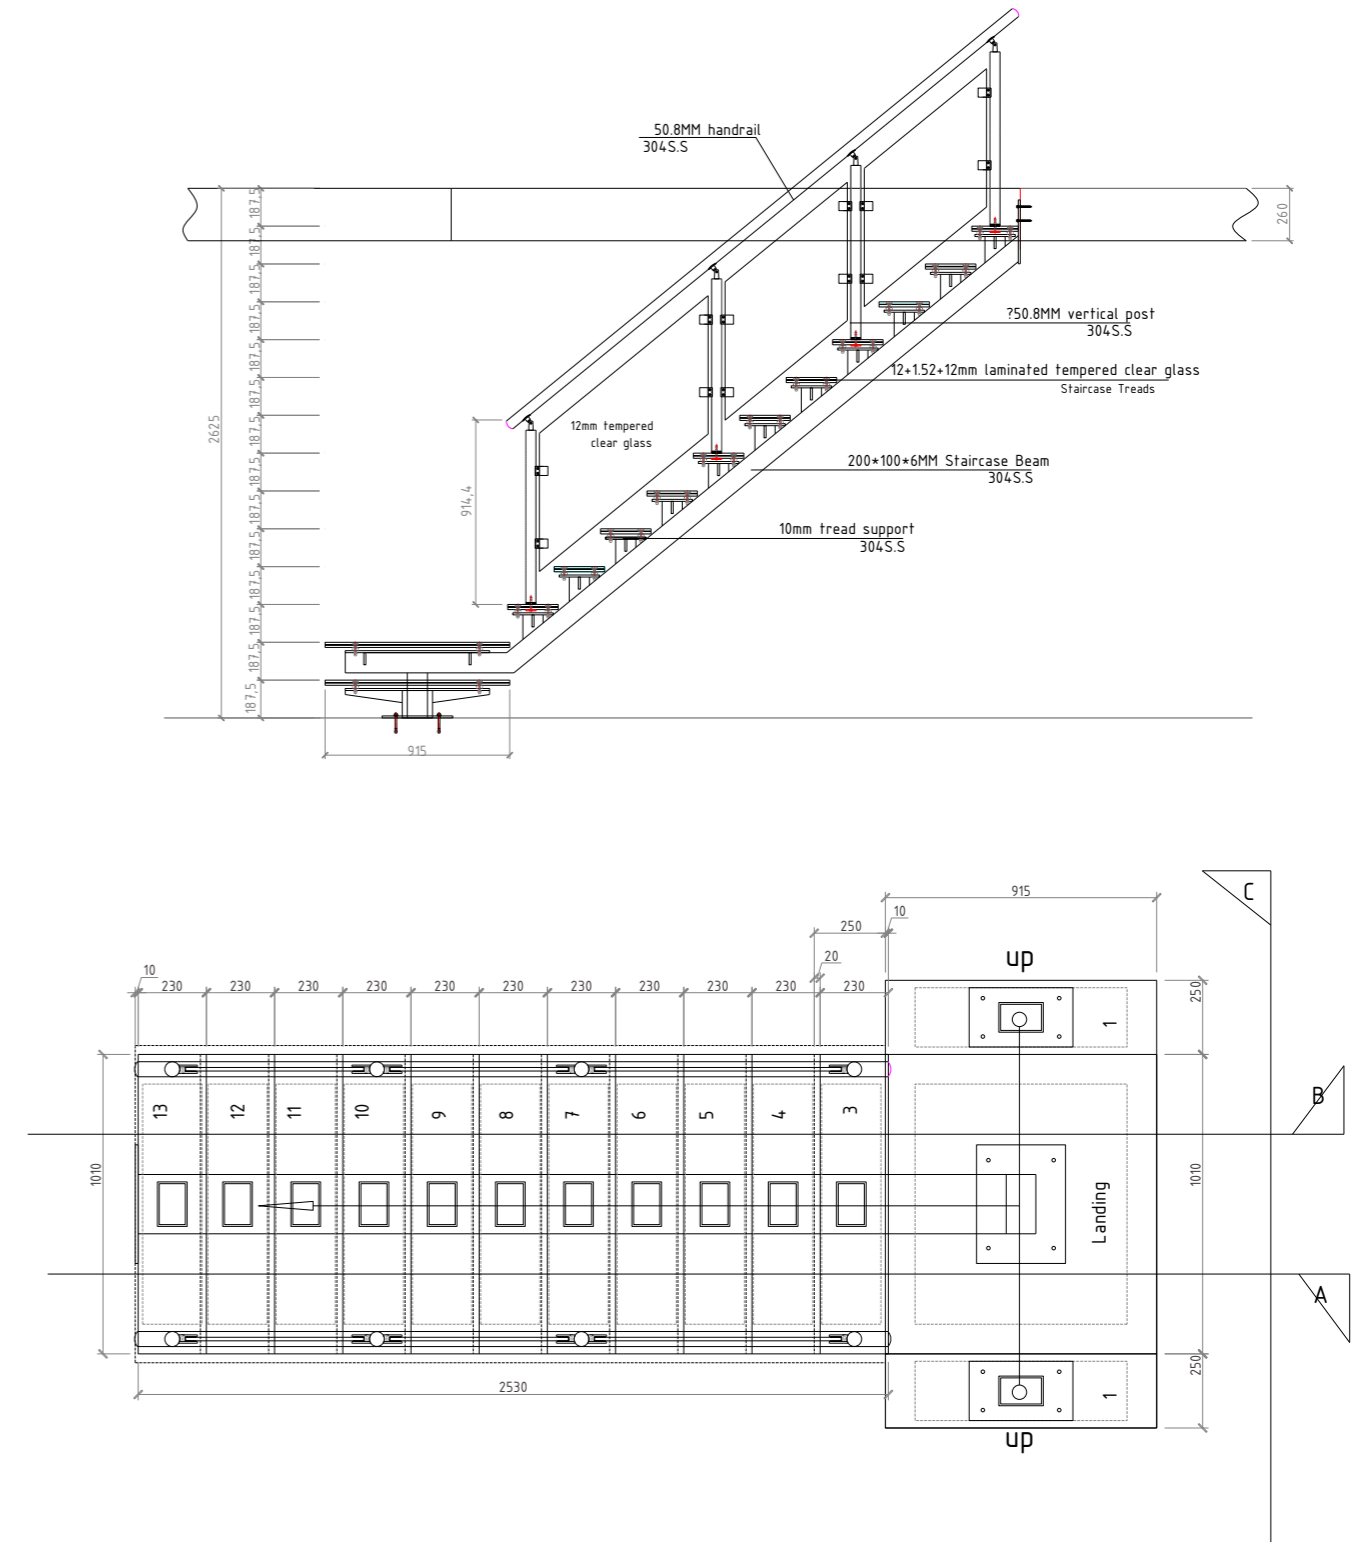 50.8MM handrail
304S.S
187,5
187,5
187,5
187,5
187,5
187,5
187,5
187,5
187,5
187,5
187,5
187,5
187,5
187,5
2625
260
?50.8MM vertical post
304S.S
12+1.52+12mm laminated tempered clear glass
Staircase Treads
12mm tempered
clear glass
200*100*6MM Staircase Beam
304S.S
914,4
10mm tread support
304S.S
915
C
915
10
250
20
up
10
230
230
230
230
230
230
230
230
230
230
230
250
1
13
12
11
10
9
8
7
6
5
4
3
B
1010
1010
Landing
A
250
1
2530
up